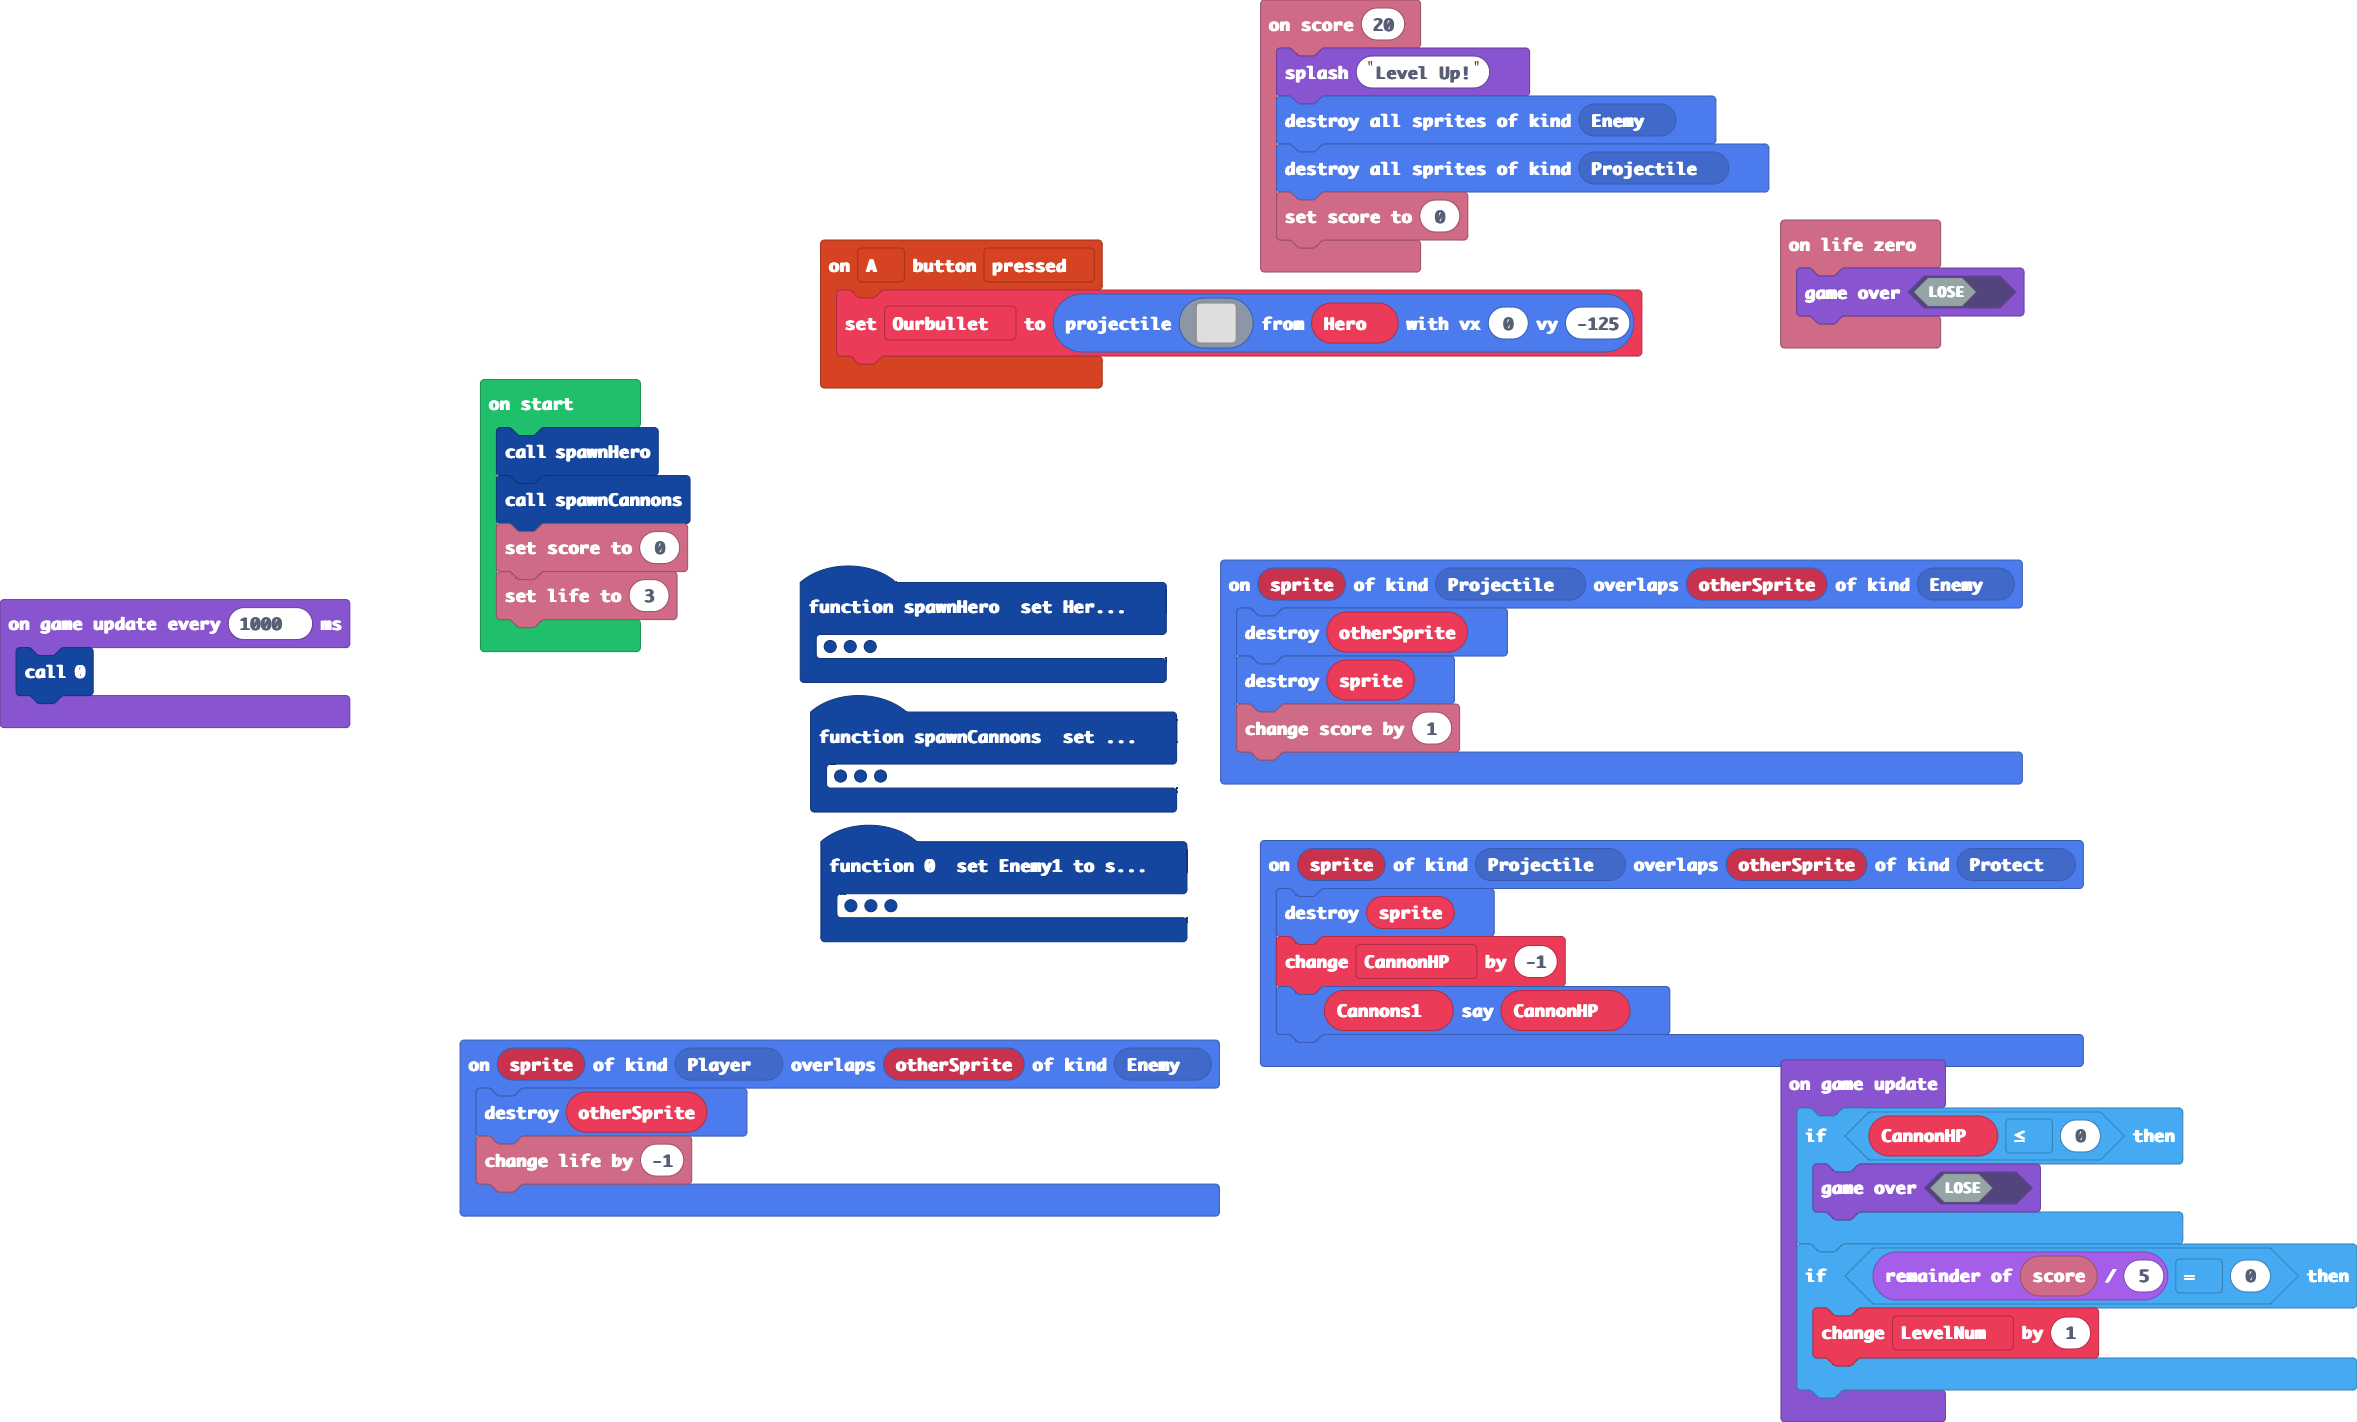 on score 20
splash "Level Up!"
destroy all sprites of kind Enemy
destroy all sprites of kind Projectile
set score to 0
on life zero
game over LOSE
on A button pressed
set Ourbullet to projectile from Hero with vx 0 vy -125
on start
call spawnHero
call spawnCannons
set score to 0
set life to 3
on game update every 1000 ms
call 0
function spawnHero set Her...
function spawnCannons set ...
function 0 set Enemy1 to s...
on sprite of kind Projectile overlaps otherSprite of kind Enemy
destroy otherSprite
destroy sprite
change score by 1
on sprite of kind Projectile overlaps otherSprite of kind Protect
destroy sprite
change CannonHP by -1
Cannons1 say CannonHP
on sprite of kind Player overlaps otherSprite of kind Enemy
destroy otherSprite
change life by -1
on game update
if CannonHP ≤ 0 then
game over LOSE
if remainder of score / 5 = 0 then
change LevelNum by 1